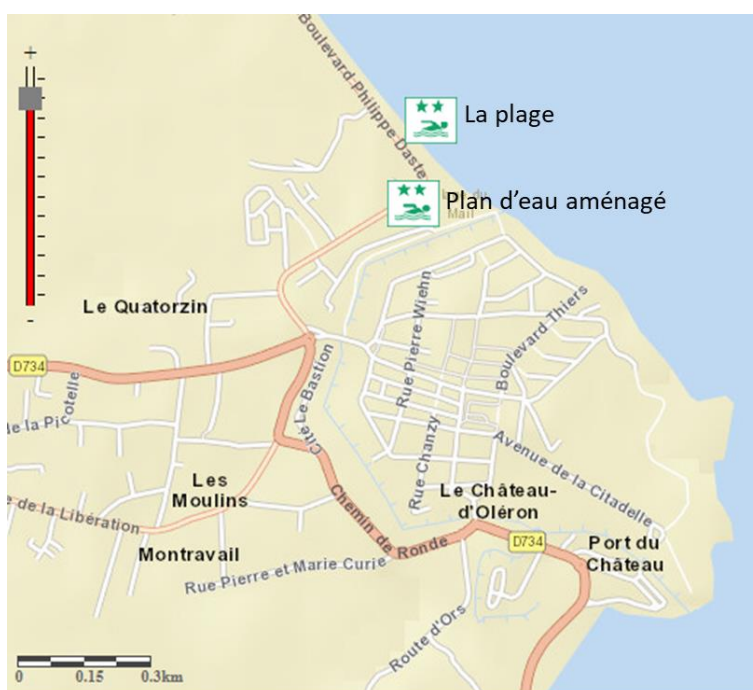 Boulevard Philippe Daste
+
La plage
Plan d'eau aménagé
Mail
Le Quatorzin
Rue Pierre Wiehn
Boulevard Thiers
-
D734
Cité Le Bastion
de la Picotelle
Rue Chanzy
Avenue de la Citadelle
Les
Moulins
Le Château-
d'Oléron
e de la Libération
Chemin de Ronde
D734
Port du
Château
Montravail
Rue Pierre et Marie Curie
Route d'Ors
0 0.15 0.3km